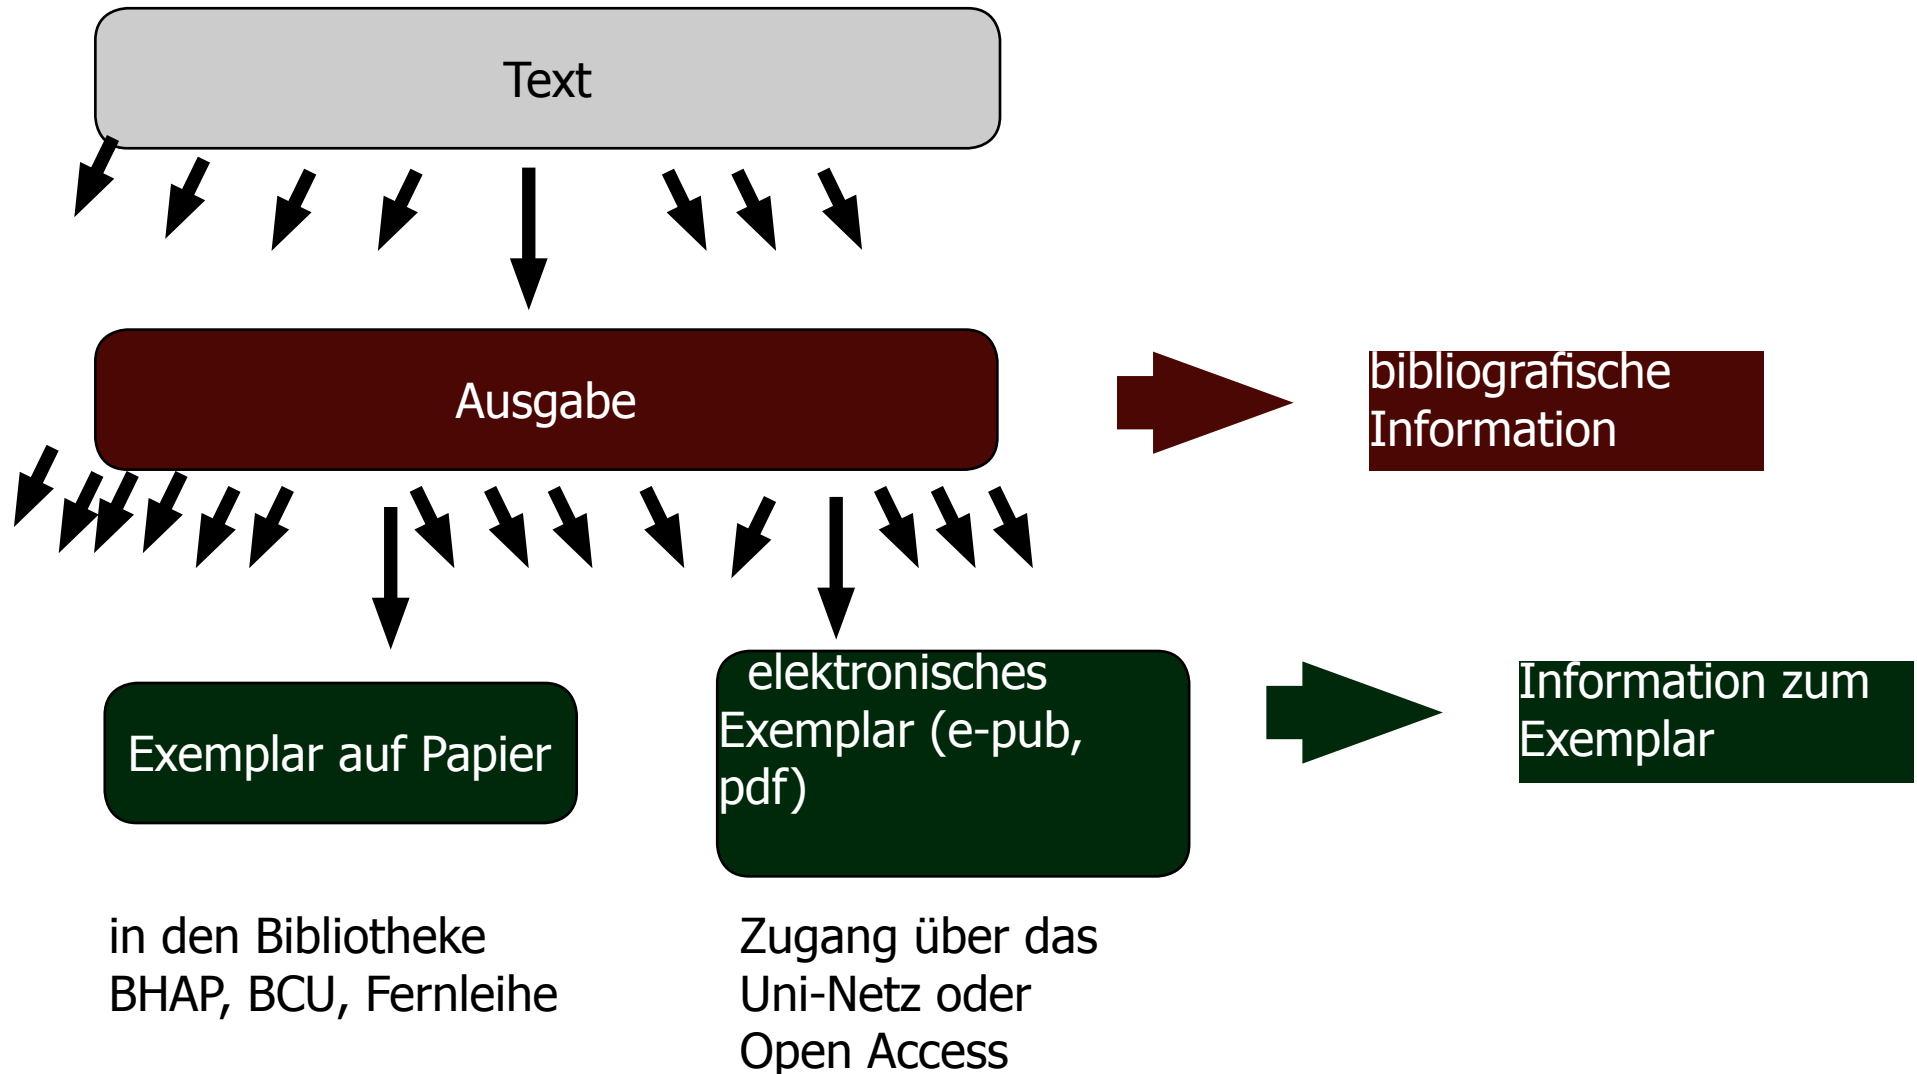 Text
Ausgabe
bibliografische
Information
Exemplar auf Papier
elektronisches
Exemplar (e-pub,
pdf)
Information zum
Exemplar
in den Bibliotheke
BHAP, BCU, Fernleihe
Zugang über das
Uni-Netz oder
Open Access